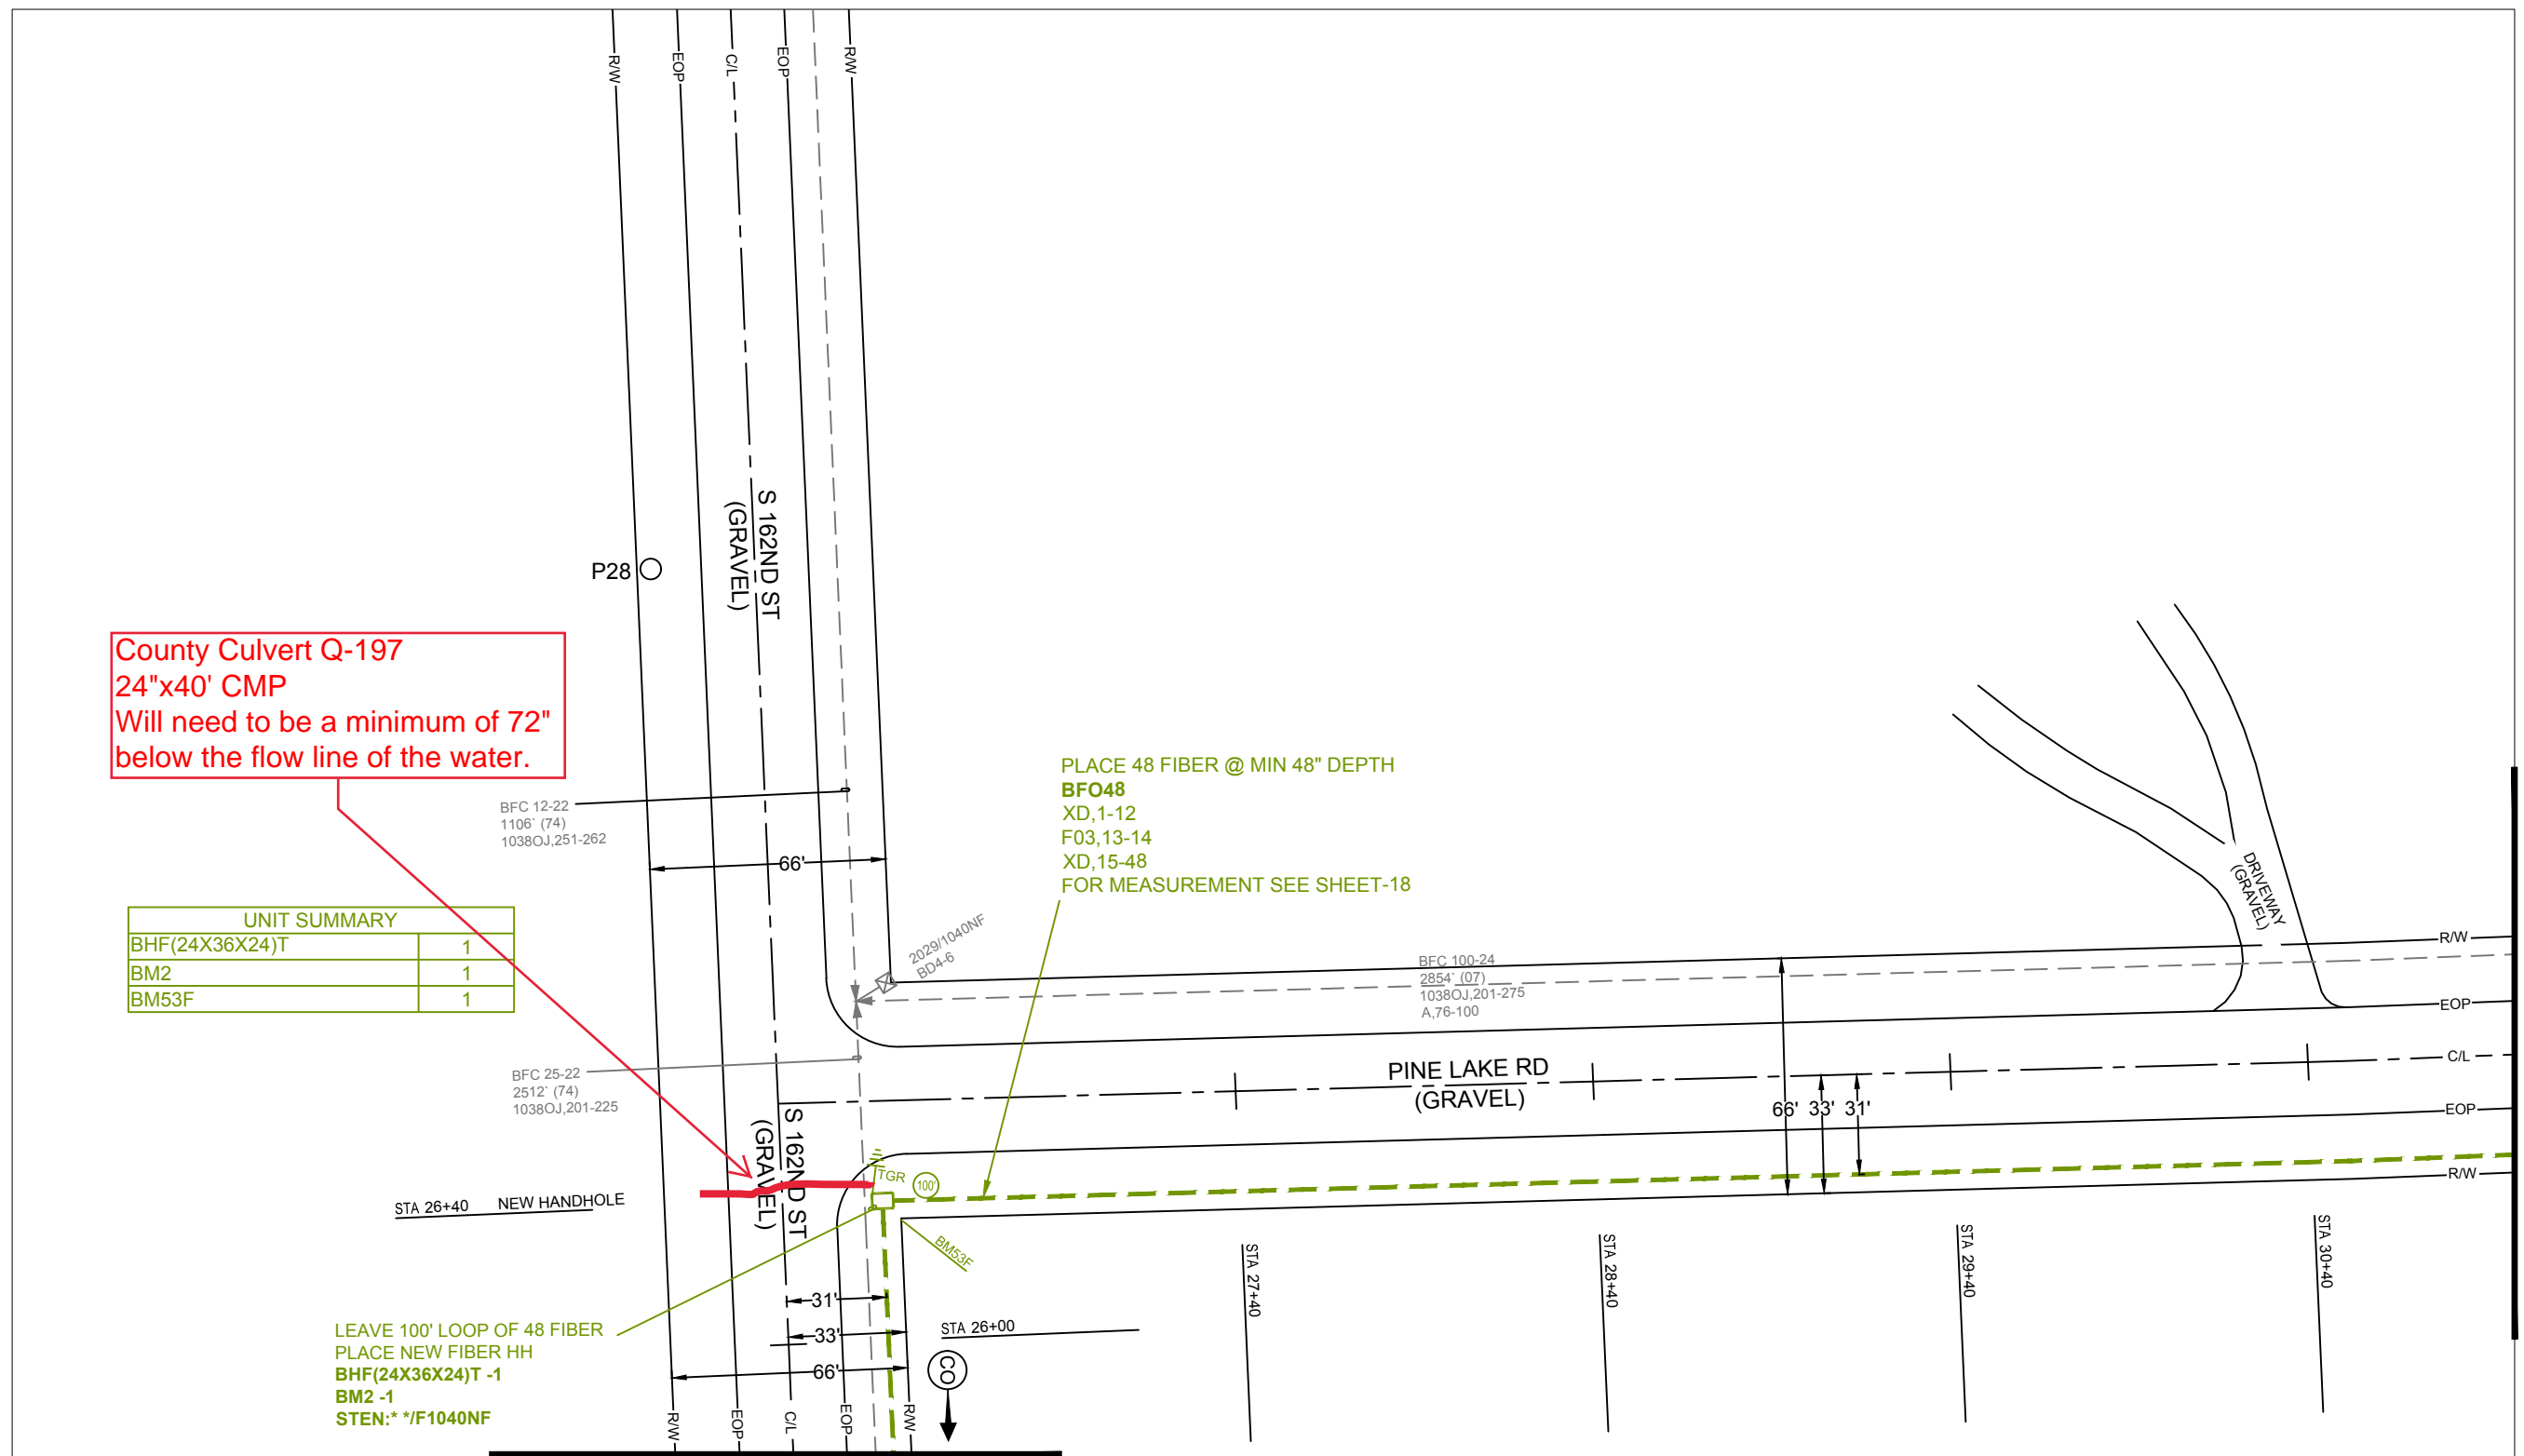 R/W
EOP
C/L
EOP
R/W
S 162ND ST
(GRAVEL)
P28
County Culvert Q-197
24"x40' CMP
Will need to be a minimum of 72"
below the flow line of the water.
BFC 12-22
1106` (74)
1038OJ,251-262
66'
PLACE 48 FIBER @ MIN 48" DEPTH
BFO48
XD,1-12
F03,13-14
XD,15-48
FOR MEASUREMENT SEE SHEET-18
DRIVEWAY
(GRAVEL)
UNIT SUMMARY
BHF(24X36X24)T 1
BM2 1
BM53F 1
2029/1040NF
BD4-6
BFC 100-24
2854` (07)
1038OJ,201-275
A,76-100
R/W
EOP
C/L
EOP
R/W
BFC 25-22
2512` (74)
1038OJ,201-225
PINE LAKE RD
(GRAVEL)
66' 33' 31'
S 162ND ST
(GRAVEL)
TGR
100'
STA 26+40 NEW HANDHOLE
BM53F
STA 27+40
STA 28+40
STA 29+40
STA 30+40
31'
33'
66'
STA 26+00
CO
LEAVE 100' LOOP OF 48 FIBER
PLACE NEW FIBER HH
BHF(24X36X24)T -1
BM2 -1
STEN:* */F1040NF
R/W
EOP
C/L
EOP
R/W